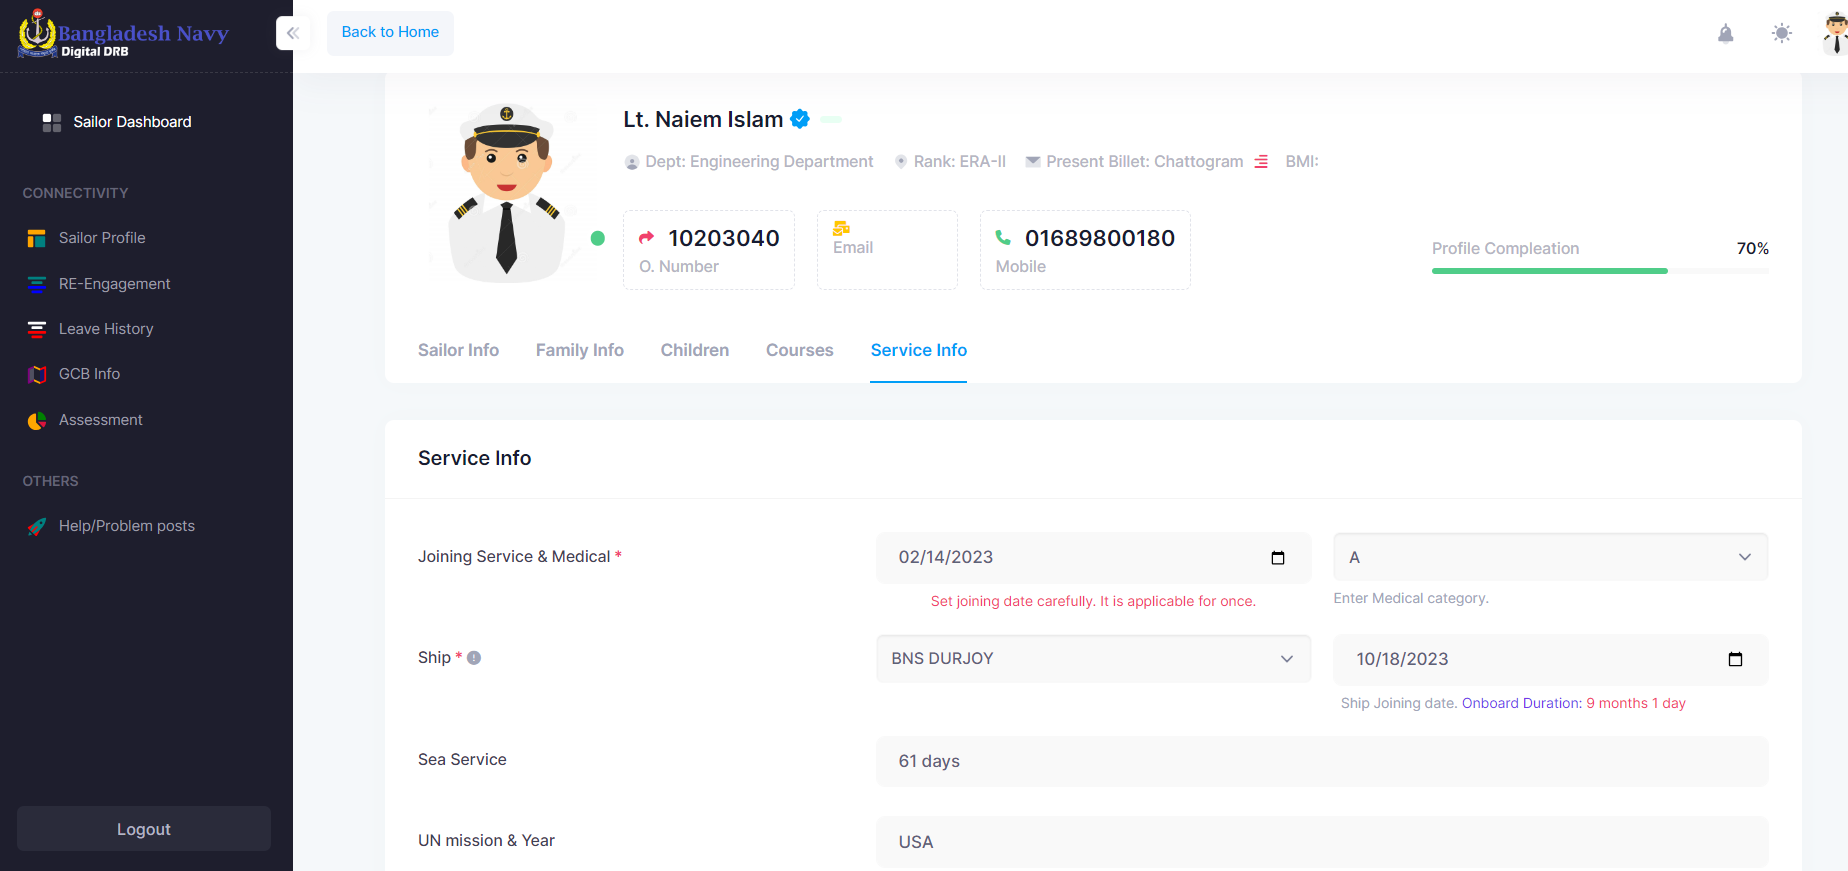 Bangladesh Navy
Digital DRB
Back to Home
Sailor Dashboard
CONNECTIVITY
Sailor Profile
RE-Engagement
Leave History
GCB Info
Assessment
OTHERS
Help/Problem posts
Logout
Lt. Naiem Islam
Dept: Engineering Department Rank: ERA-II Present Billet: Chattogram BMI:
10203040
O. Number
Email
01689800180
Mobile
Profile Compleation 70%
Sailor Info Family Info Children Courses Service Info
Service Info
Joining Service & Medical * 02/14/2023 A
Set joining date carefully. It is applicable for once. Enter Medical category.
Ship * BNS DURJOY 10/18/2023
Ship Joining date. Onboard Duration: 9 months 1 day
Sea Service 61 days
UN mission & Year USA